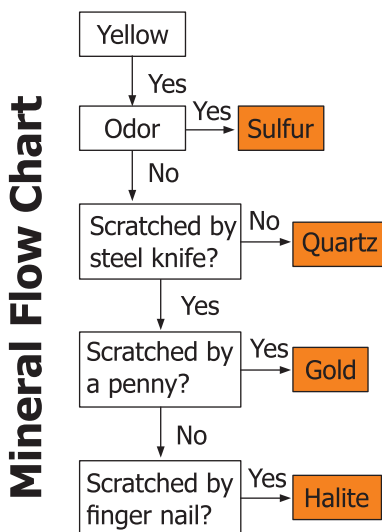 Mineral Flow Chart
Yellow
Yes
Odor
Yes
Sulfur
No
Scratched by
steel knife?
No
Quartz
Yes
Scratched by
a penny?
Yes
Gold
No
Scratched by
finger nail?
Yes
Halite